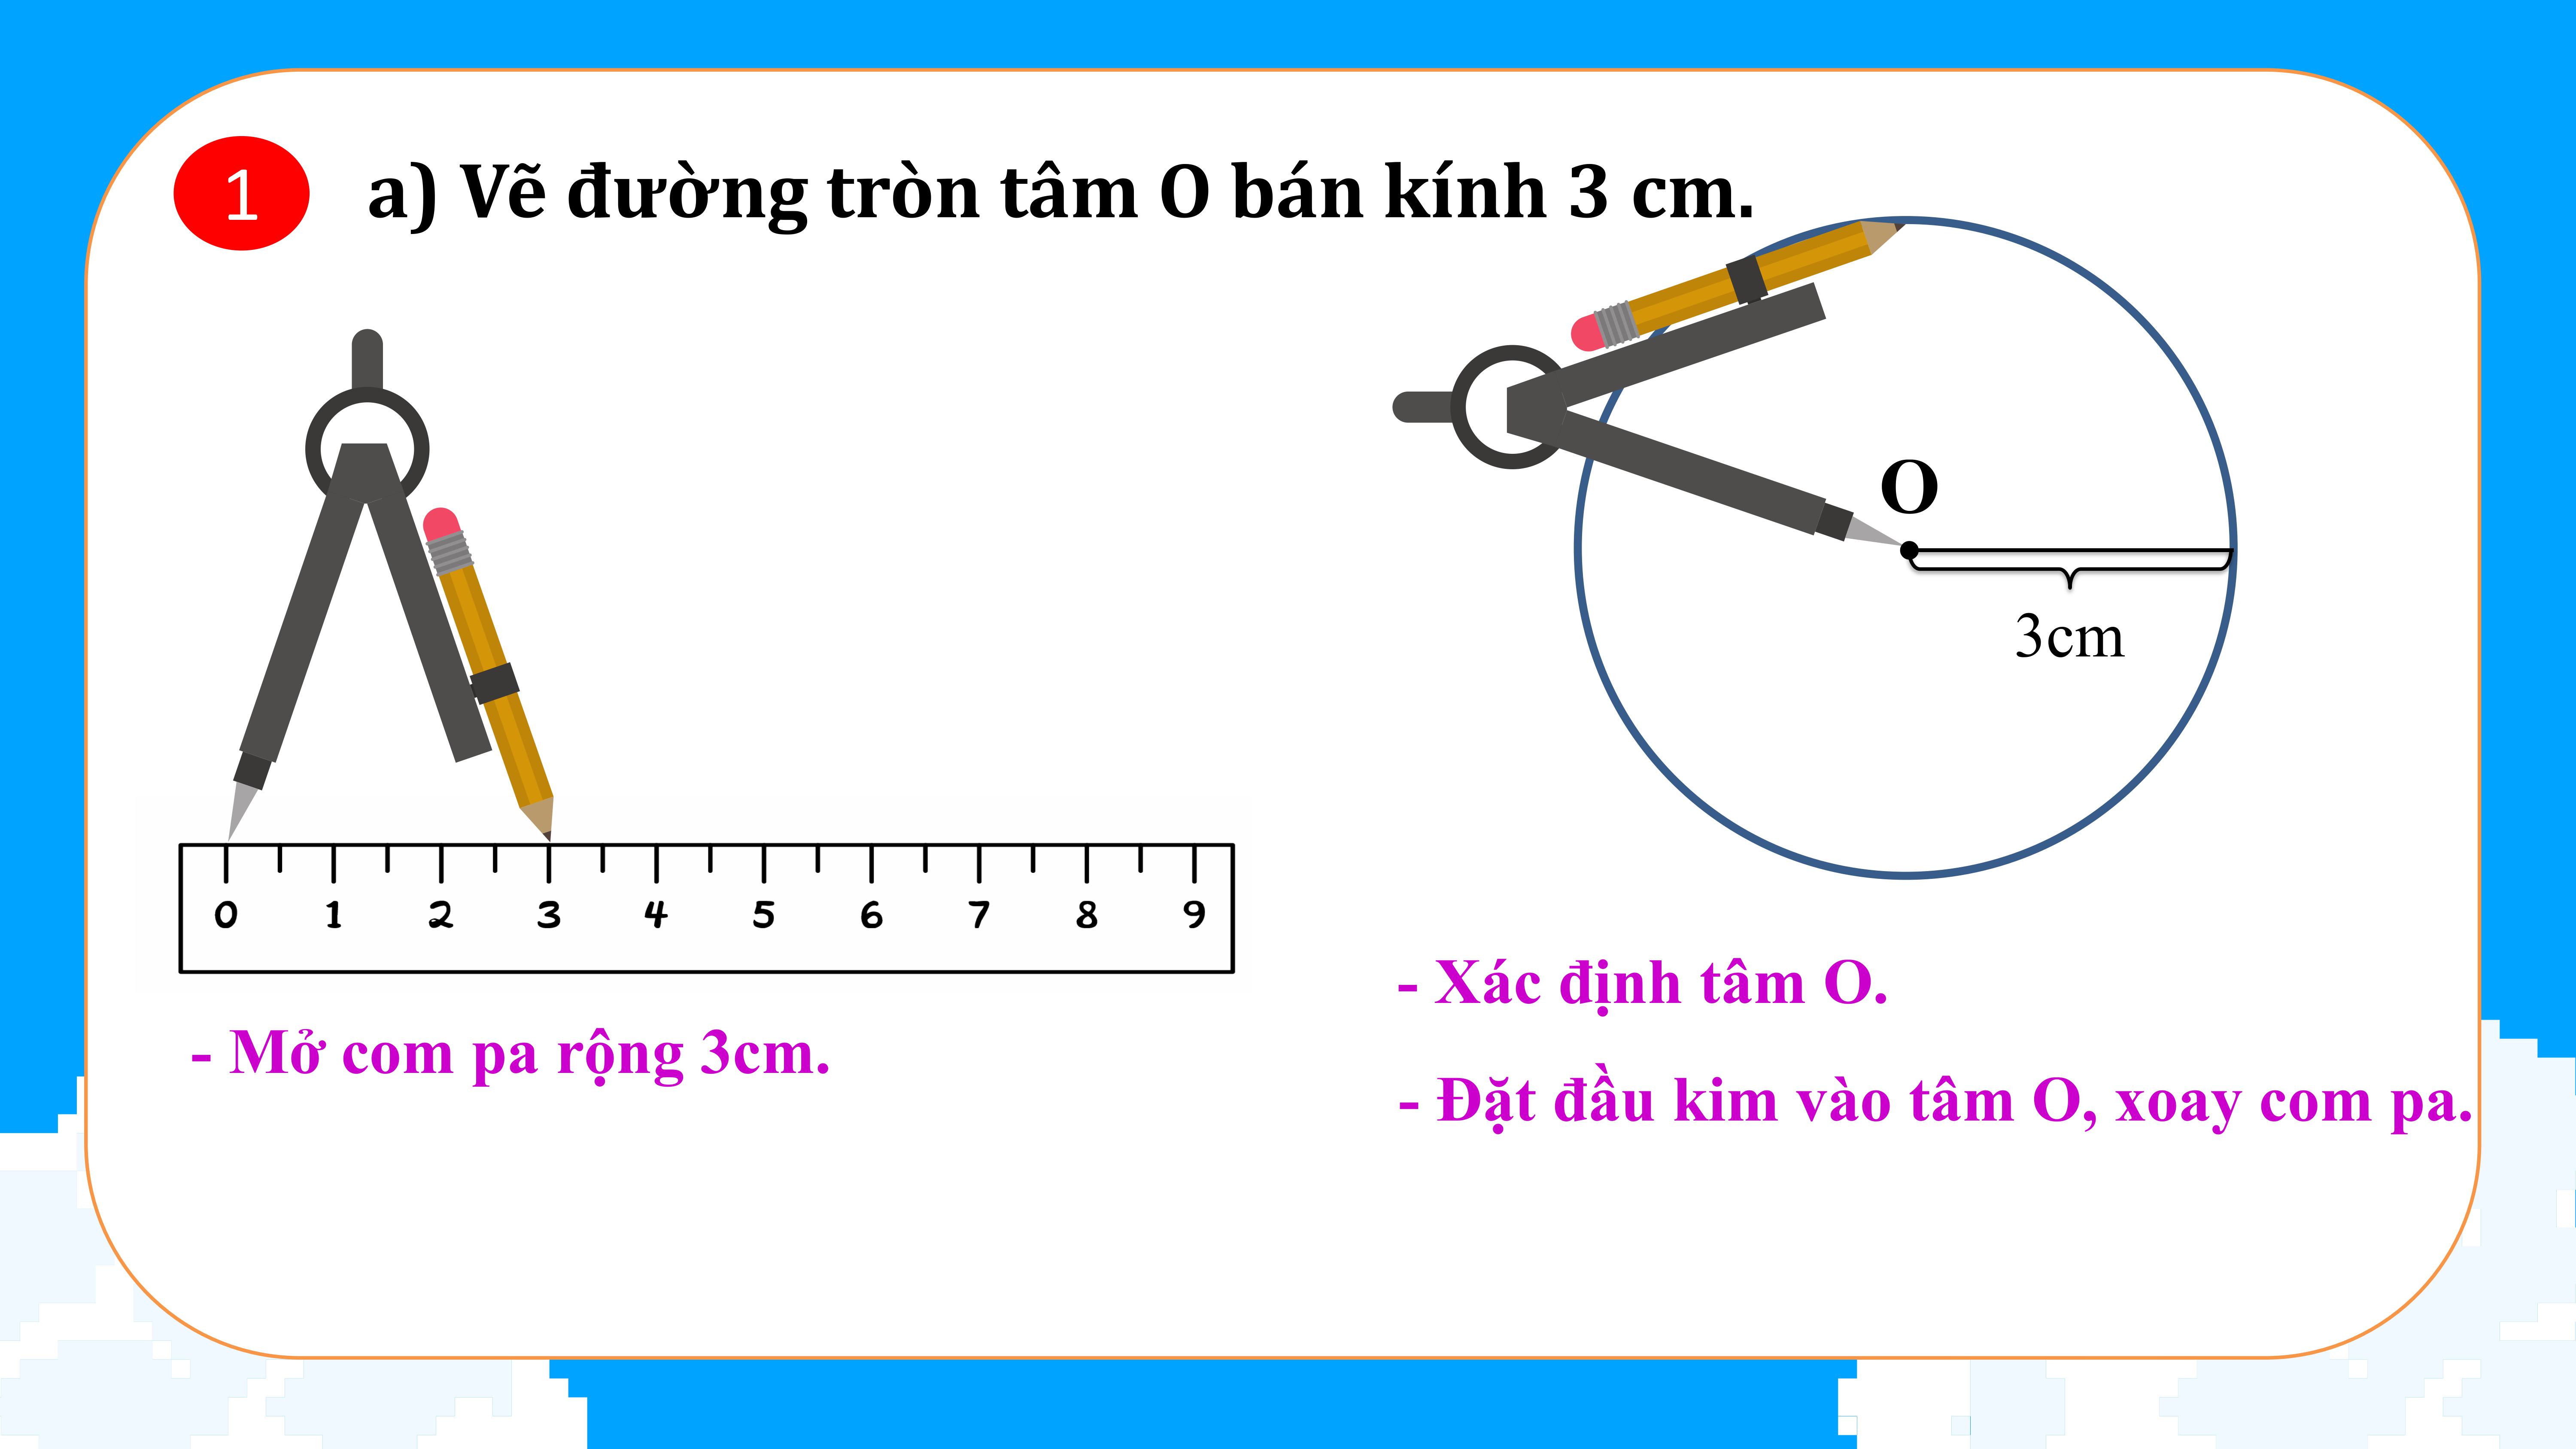 1 a) Vẽ đường tròn tâm O bán kính 3 cm.
O
3cm
0 1 2 3 4 5 6 7 8 9
- Mở com pa rộng 3cm.
- Xác định tâm O.
- Đặt đầu kim vào tâm O, xoay com pa.